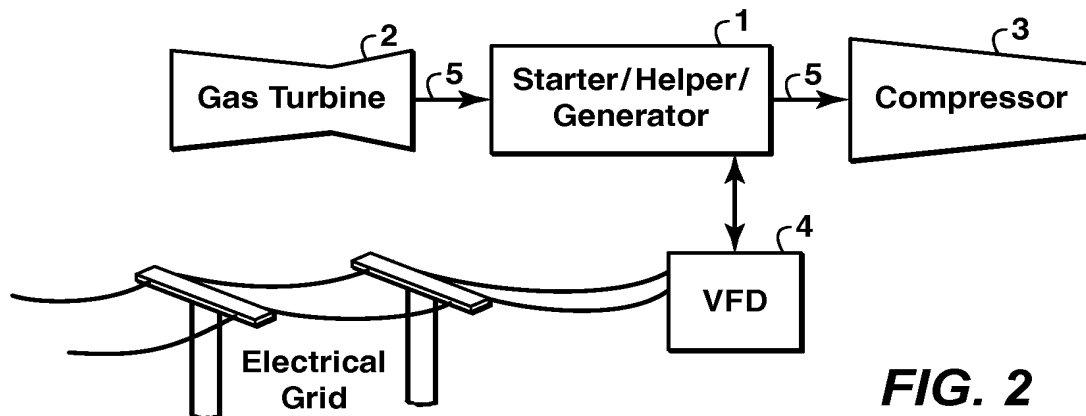 2
1
3
5
5
Gas Turbine
Starter/Helper/
Generator
Compressor
4
VFD
Electrical
Grid
FIG. 2